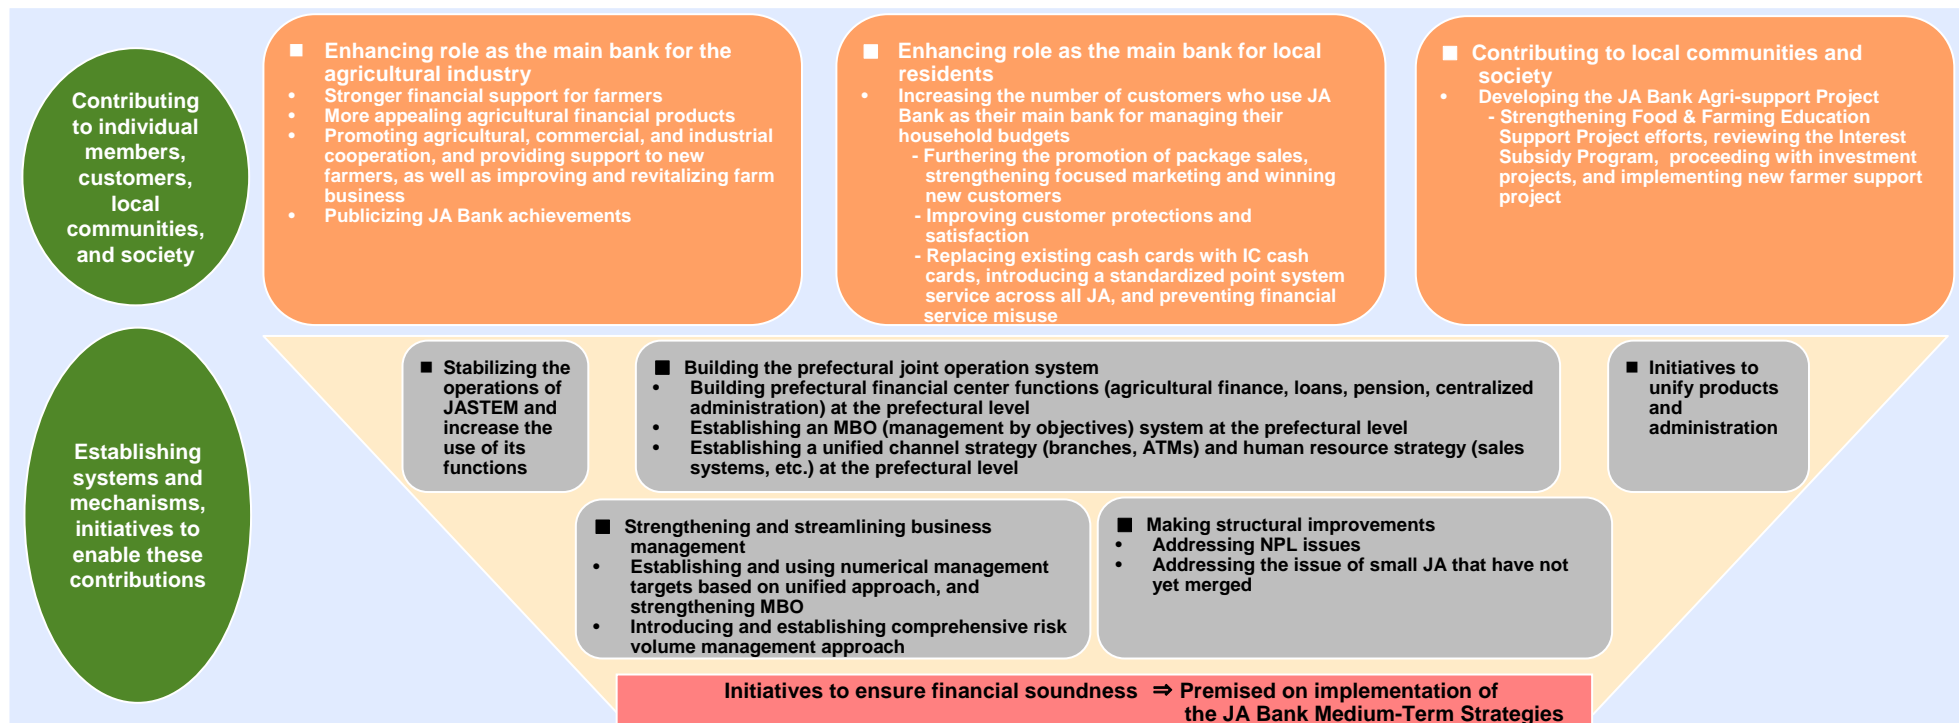 Contributing
to individual
members,
customers,
local
communities,
and society
■ Enhancing role as the main bank for the
agricultural industry
• Stronger financial support for farmers
• More appealing agricultural financial products
• Promoting agricultural, commercial, and industrial
cooperation, and providing support to new
farmers, as well as improving and revitalizing farm
business
• Publicizing JA Bank achievements
■ Enhancing role as the main bank for local
residents
• Increasing the number of customers who use JA
Bank as their main bank for managing their
household budgets
- Furthering the promotion of package sales,
strengthening focused marketing and winning
new customers
- Improving customer protections and
satisfaction
- Replacing existing cash cards with IC cash
cards, introducing a standardized point system
service across all JA, and preventing financial
service misuse
■ Contributing to local communities and
society
• Developing the JA Bank Agri-support Project
- Strengthening Food & Farming Education
Support Project efforts, reviewing the Interest
Subsidy Program, proceeding with investment
projects, and implementing new farmer support
project
Establishing
systems and
mechanisms,
initiatives to
enable these
contributions
■ Stabilizing the
operations of
JASTEM and
increase the
use of its
functions
■ Building the prefectural joint operation system
• Building prefectural financial center functions (agricultural finance, loans, pension, centralized
administration) at the prefectural level
• Establishing an MBO (management by objectives) system at the prefectural level
• Establishing a unified channel strategy (branches, ATMs) and human resource strategy (sales
systems, etc.) at the prefectural level
■ Initiatives to
unify products
and
administration
■ Strengthening and streamlining business
management
• Establishing and using numerical management
targets based on unified approach, and
strengthening MBO
• Introducing and establishing comprehensive risk
volume management approach
■ Making structural improvements
• Addressing NPL issues
• Addressing the issue of small JA that have not
yet merged
Initiatives to ensure financial soundness ⇒ Premised on implementation of
the JA Bank Medium-Term Strategies